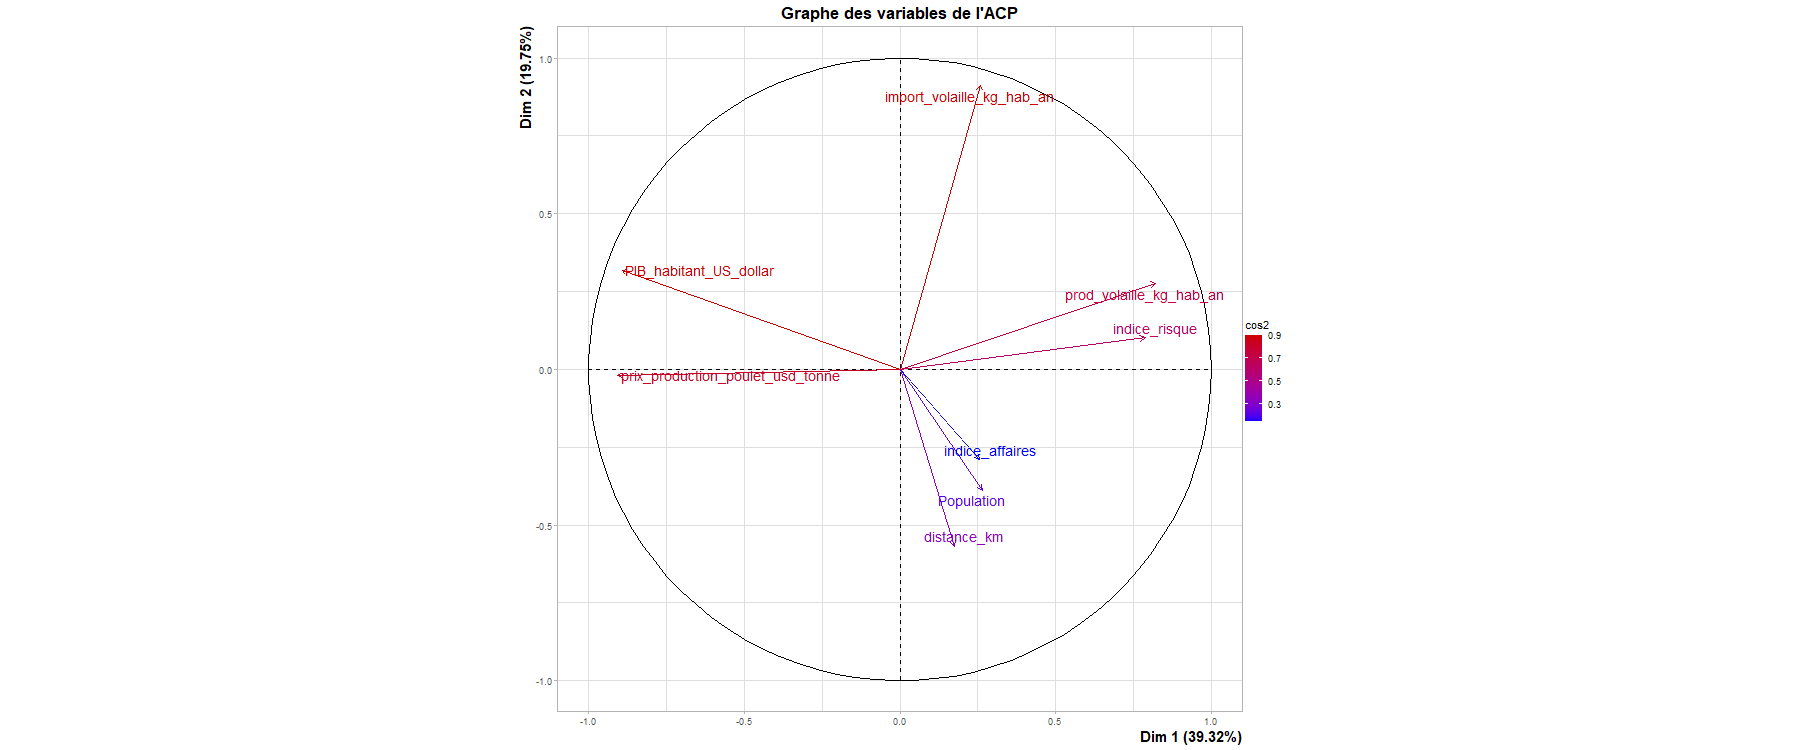 Graphe des variables de l'ACP
Dim 2 (19.75%)
1.0
import_volaille_kg_hab_an
0.5
PIB_habitant_US_dollar
prod_volaille_kg_hab_an
indice_risque
cos2
0.9
0.7
0.5
0.3
0.0
prix_production_poulet_usd_tonne
indice_affaires
Population
-0.5
distance_km
-1.0
-1.0 -0.5 0.0 0.5 1.0
Dim 1 (39.32%)